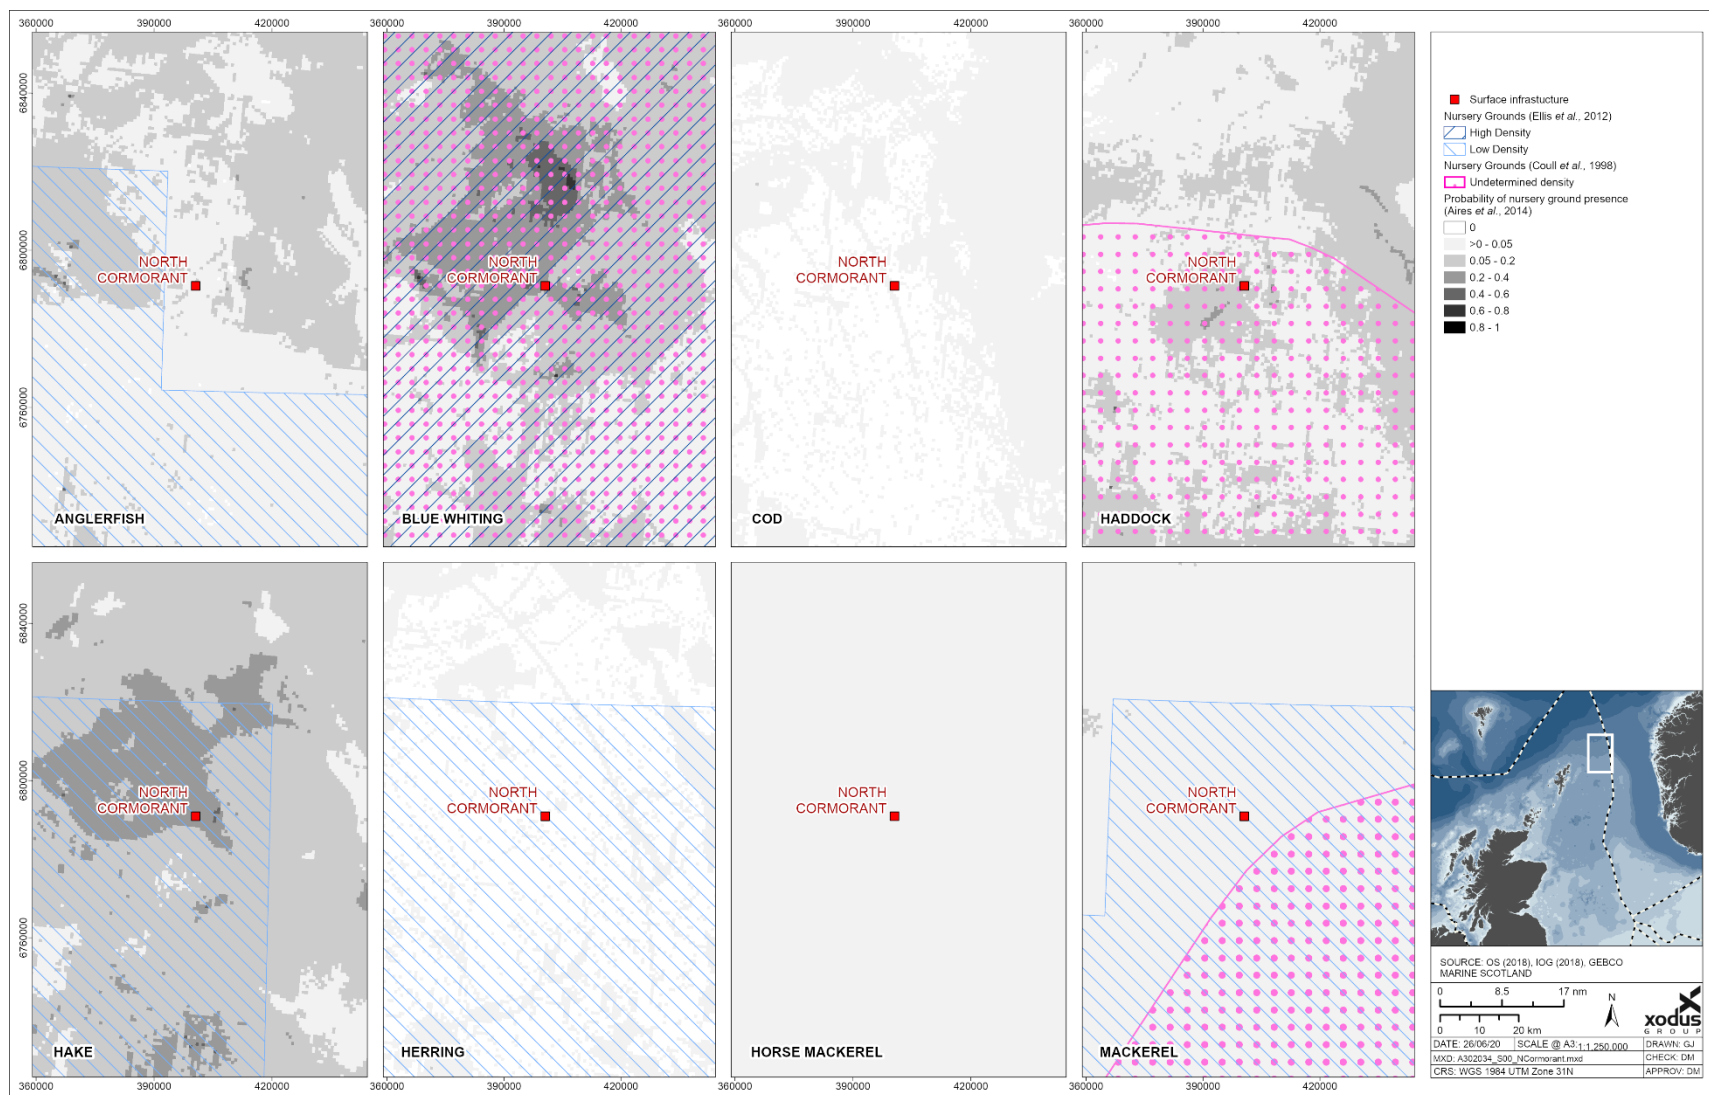 360000 390000 420000
360000 390000 420000
6840000
6800000
6760000
NORTH
CORMORANT
ANGLERFISH
NORTH
CORMORANT
BLUE WHITING
NORTH
CORMORANT
COD
NORTH
CORMORANT
HADDOCK
6840000
6800000
6760000
NORTH
CORMORANT
HAKE
NORTH
CORMORANT
HERRING
NORTH
CORMORANT
HORSE MACKEREL
NORTH
CORMORANT
MACKEREL
360000 390000 420000
390000 420000
360000 390000 420000
390000 420000
360000 390000 420000
390000 420000
Surface infrastucture
Nursery Grounds (Ellis et al., 2012)
High Density
Low Density
Nursery Grounds (Coull et al., 1998)
Undetermined density
Probability of nursery ground presence
(Aires et al., 2014)
0
>0 - 0.05
0.05 - 0.2
0.2 - 0.4
0.4 - 0.6
0.6 - 0.8
0.8 - 1
SOURCE: OS (2018), IOG (2018), GEBCO
MARINE SCOTLAND
0 8.5 17 nm
0 10 20 km
N
xodus
GROUP
DATE: 26/06/20 SCALE @ A3:1:1,250,000 DRAWN: GJ
MXD: A302034_S00_NCormorant.mxd CHECK: DM
CRS: WGS 1984 UTM Zone 31N APPROV: DM